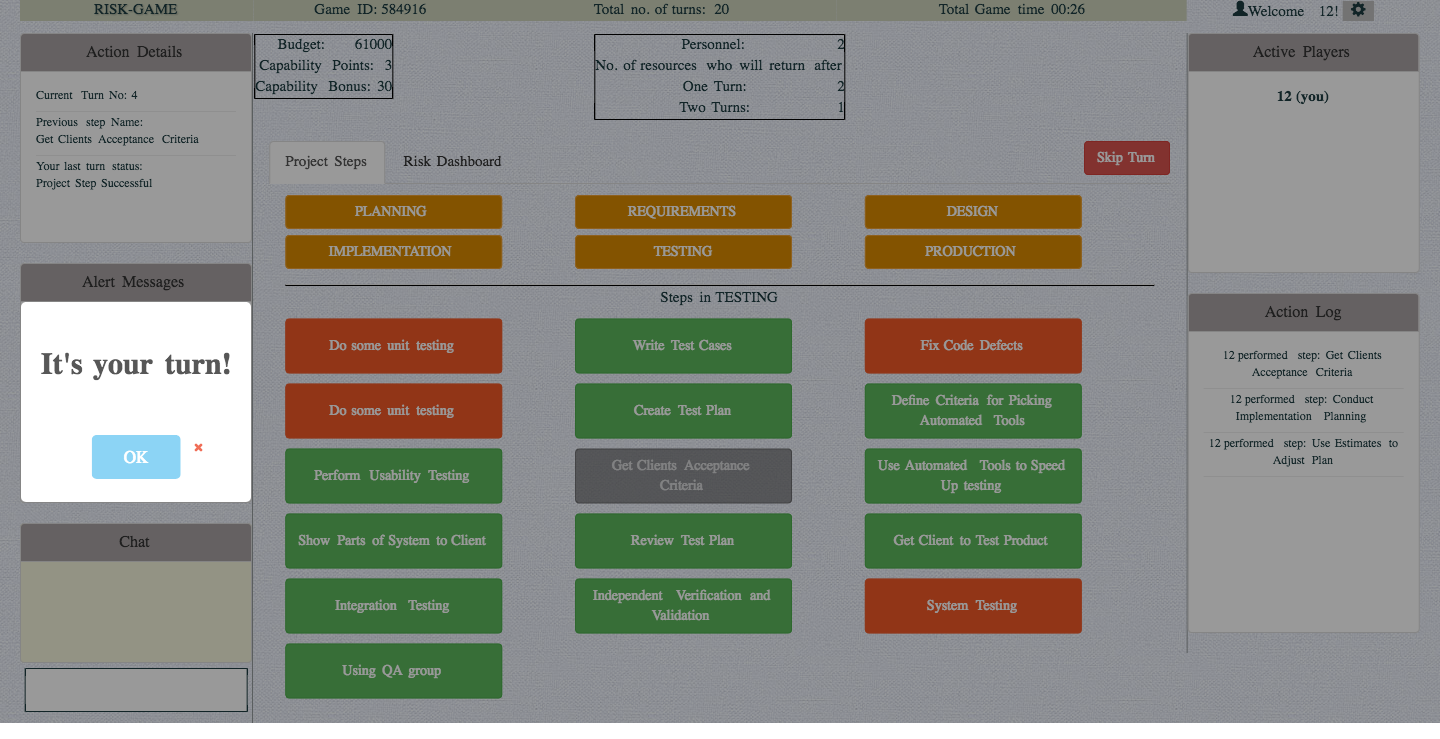 RISK-GAME
Game ID: 584916
Total no. of turns: 20
Total Game time 00:26
Welcome 12!
Action Details
Current Turn No: 4
Previous step Name:
Get Clients Acceptance Criteria
Your last turn status:
Project Step Successful
Alert Messages
It's your turn!
OK
Chat
Budget: 61000
Capability Points: 3
Capability Bonus: 30
Personnel: 2
No. of resources who will return after
One Turn: 2
Two Turns: 1
Project Steps
Risk Dashboard
Skip Turn
PLANNING
REQUIREMENTS
DESIGN
IMPLEMENTATION
TESTING
PRODUCTION
Steps in TESTING
Do some unit testing
Write Test Cases
Fix Code Defects
Do some unit testing
Create Test Plan
Define Criteria for Picking
Automated Tools
Perform Usability Testing
Get Clients Acceptance
Criteria
Use Automated Tools to Speed
Up testing
Show Parts of System to Client
Review Test Plan
Get Client to Test Product
Integration Testing
Independent Verification and
Validation
System Testing
Using QA group
Active Players
12 (you)
Action Log
12 performed step: Get Clients
Acceptance Criteria
12 performed step: Conduct
Implementation Planning
12 performed step: Use Estimates to
Adjust Plan